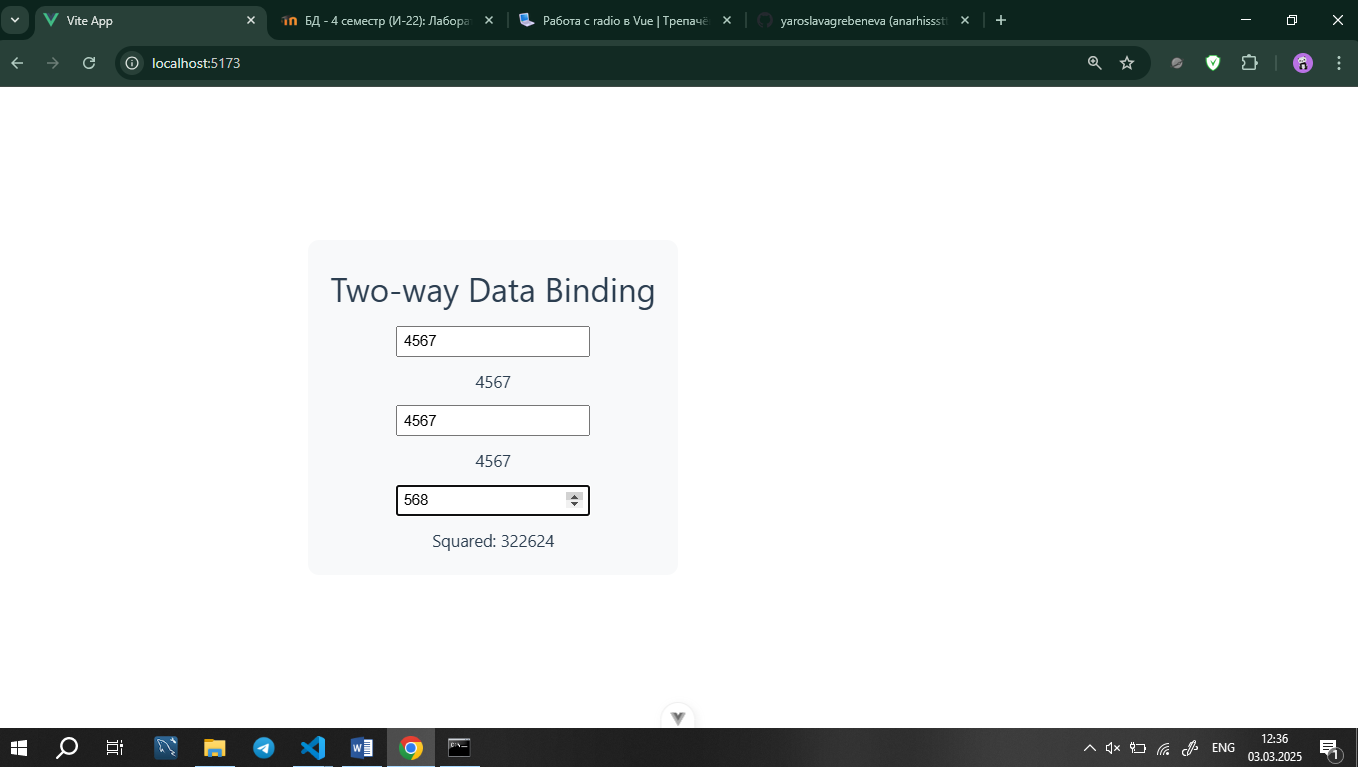 Vite App
БД - 4 семестр (И-22): Лабора
Работа с radio в Vue | Трепачё
yaroslavagrebeneva (anarhissst
localhost:5173
Two-way Data Binding
4567
4567
4567
4567
568
Squared: 322624
ENG
12:36
03.03.2025
1